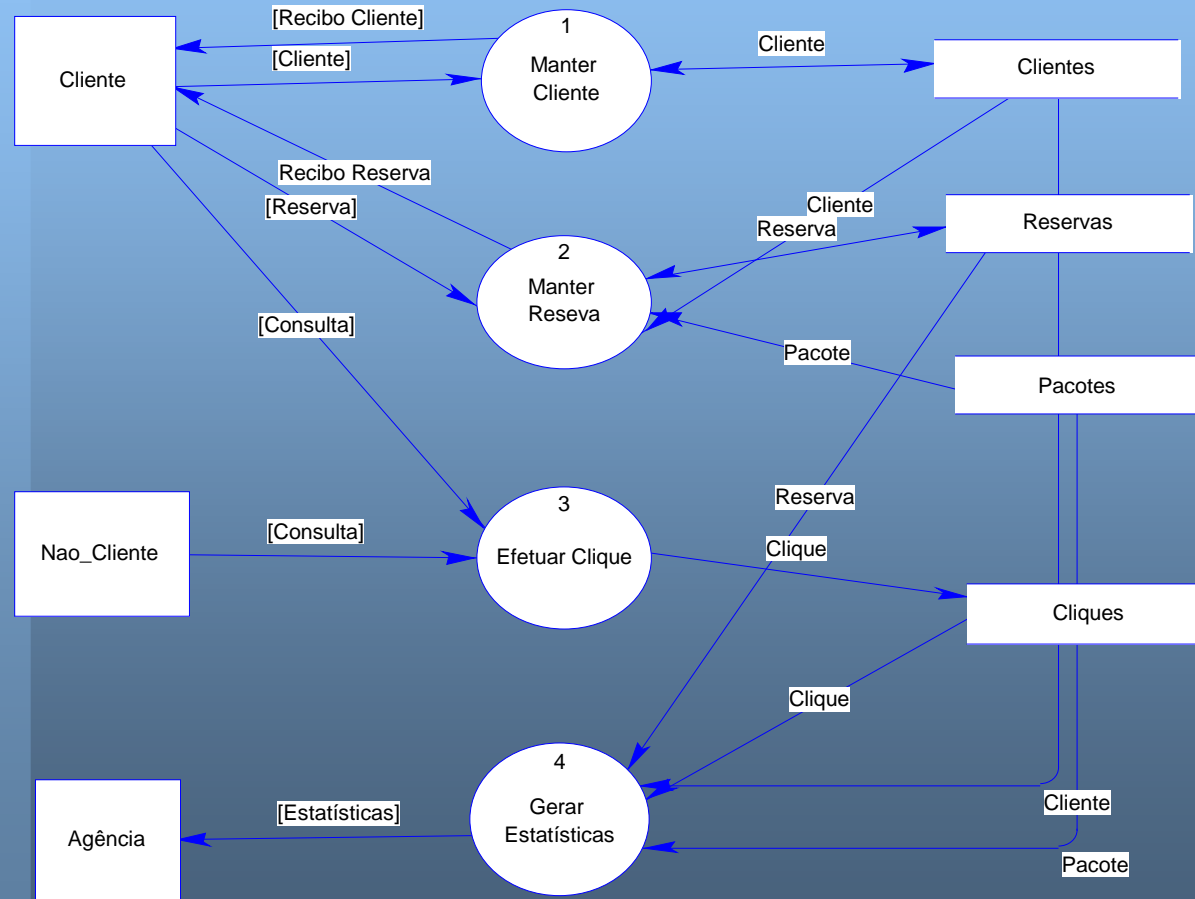 [Recibo Cliente]
1
Manter
Cliente
Cliente
Clientes
Cliente
[Cliente]
Recibo Reserva
[Reserva]
Cliente
Reserva
Reservas
2
Manter
Reseva
[Consulta]
Pacote
Pacotes
Reserva
3
Efetuar Clique
[Consulta]
Nao_Cliente
Clique
Cliques
Clique
4
Gerar
Estatísticas
[Estatísticas]
Agência
Cliente
Pacote